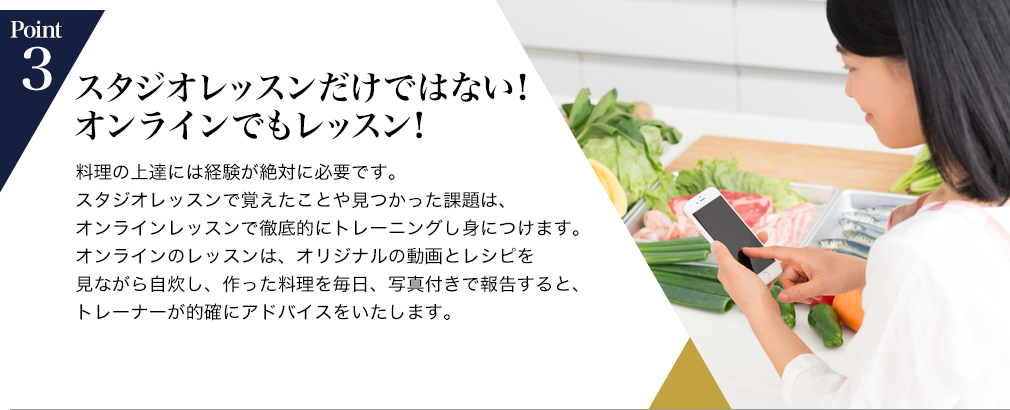 Point
3
スタジオレッスンだけではない!
オンラインでもレッスン!
料理の上達には経験が絶対に必要です。
スタジオレッスンで覚えたことや見つかった課題は、
オンラインレッスンで徹底的にトレーニングし身につけます。
オンラインのレッスンは、オリジナルの動画とレシピを
見ながら自炊し、作った料理を毎日、写真付きで報告すると、
トレーナーが的確にアドバイスをいたします。